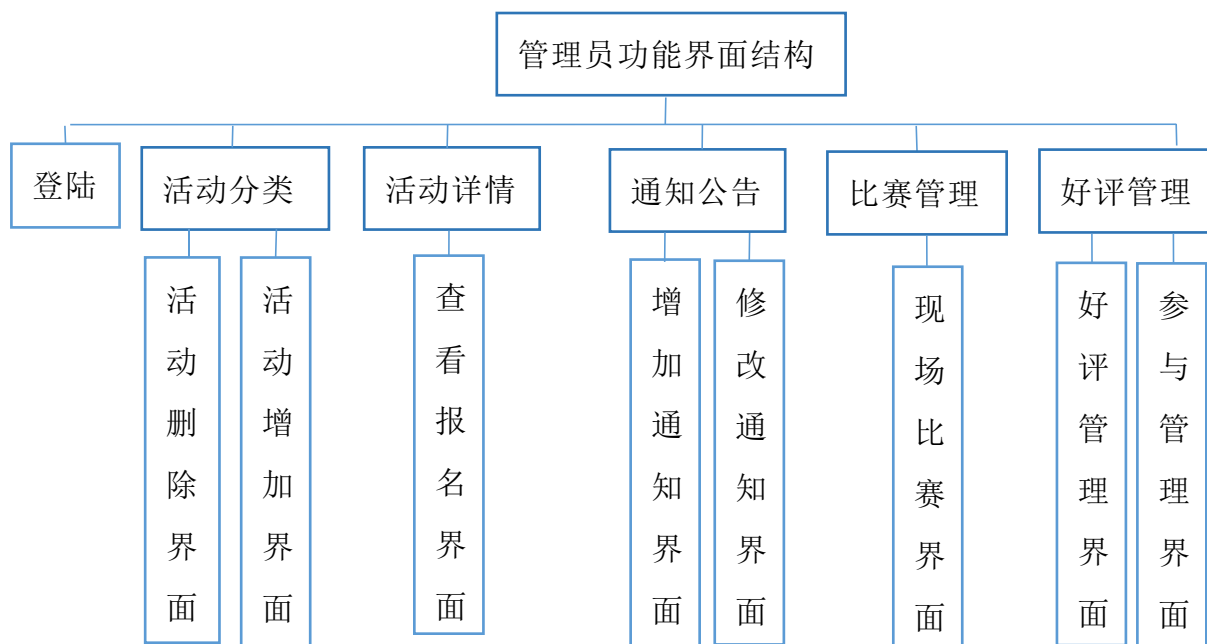 管理员功能界面结构
登陆
活动分类
活动详情
通知公告
比赛管理
好评管理
活动删除界面
活动增加界面
查看报名界面
增加通知界面
修改通知界面
现场比赛界面
好评管理界面
参与管理界面